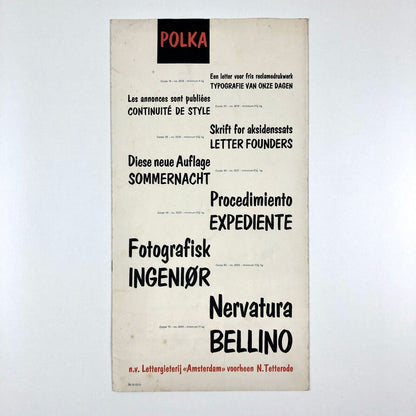 POLKA
Een letter voor fris reclamedrukwerk
TYPOGRAFIE VAN ONZE DAGEN
Les annonces sont publiées
CONTINUITÉ DE STYLE
Skrift for aksidenssats
LETTER FOUNDERS
Diese neue Auflage
SOMMERNACHT
Procedimiento
EXPEDIENTE
Fotografisk
INGENIØR
Nervatura
BELLINO
n.v. Lettergieterij «Amsterdam» voorheen N. Tetterode